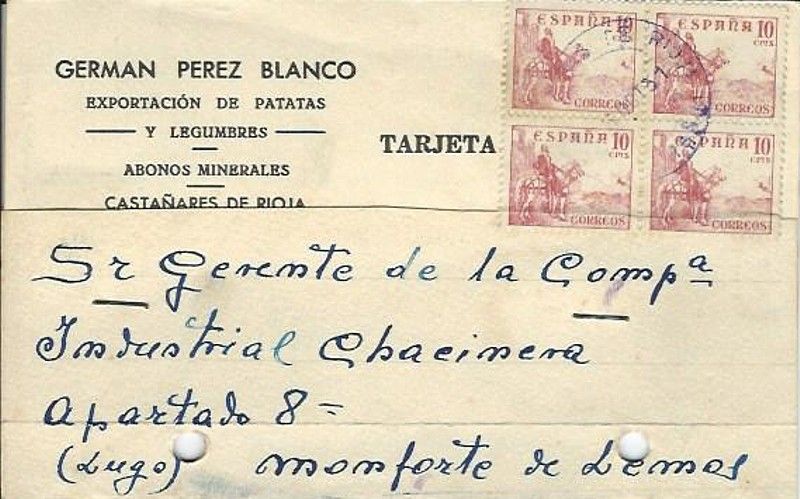 GERMAN PEREZ BLANCO
EXPORTACIÓN DE PATATAS
Y LEGUMBRES
ABONOS MINERALES
CASTAÑARES DE RIOJA
TARJETA
ESPAÑA 10 CTS
CORREOS
ESPAÑA 10 CTS
CORREOS
ESPAÑA 10 CTS
CORREOS
ESPAÑA 10 CTS
CORREOS
Sr Gerente de la Compª
Industrial Chacinera
Apartado 8=
(Lugo) Monforte de Lemos